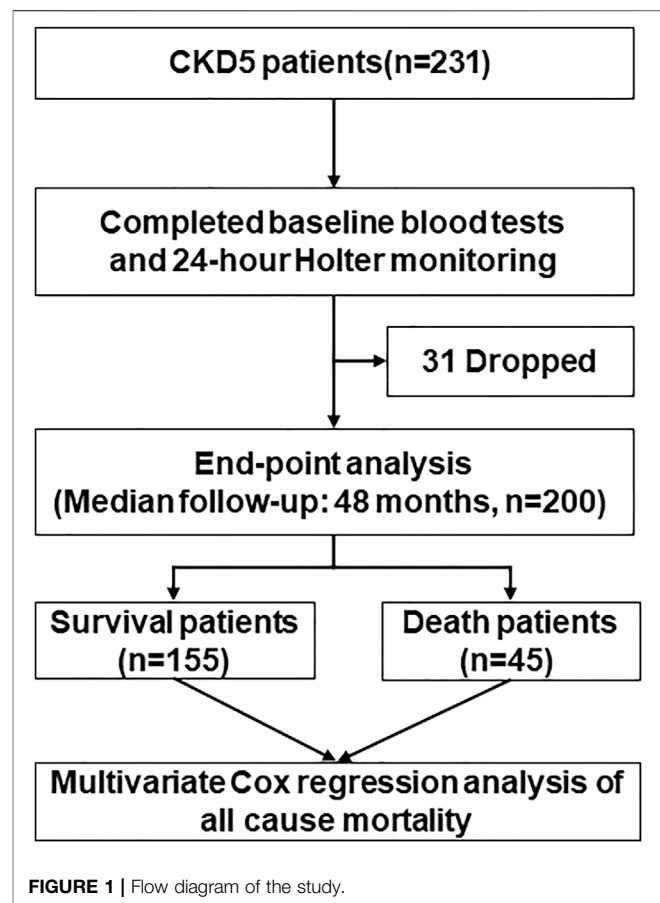 CKD5 patients(n=231)
Completed baseline blood tests
and 24-hour Holter monitoring
31 Dropped
End-point analysis
(Median follow-up: 48 months, n=200)
Survival patients
(n=155)
Death patients
(n=45)
Multivariate Cox regression analysis of
all cause mortality
FIGURE 1 | Flow diagram of the study.